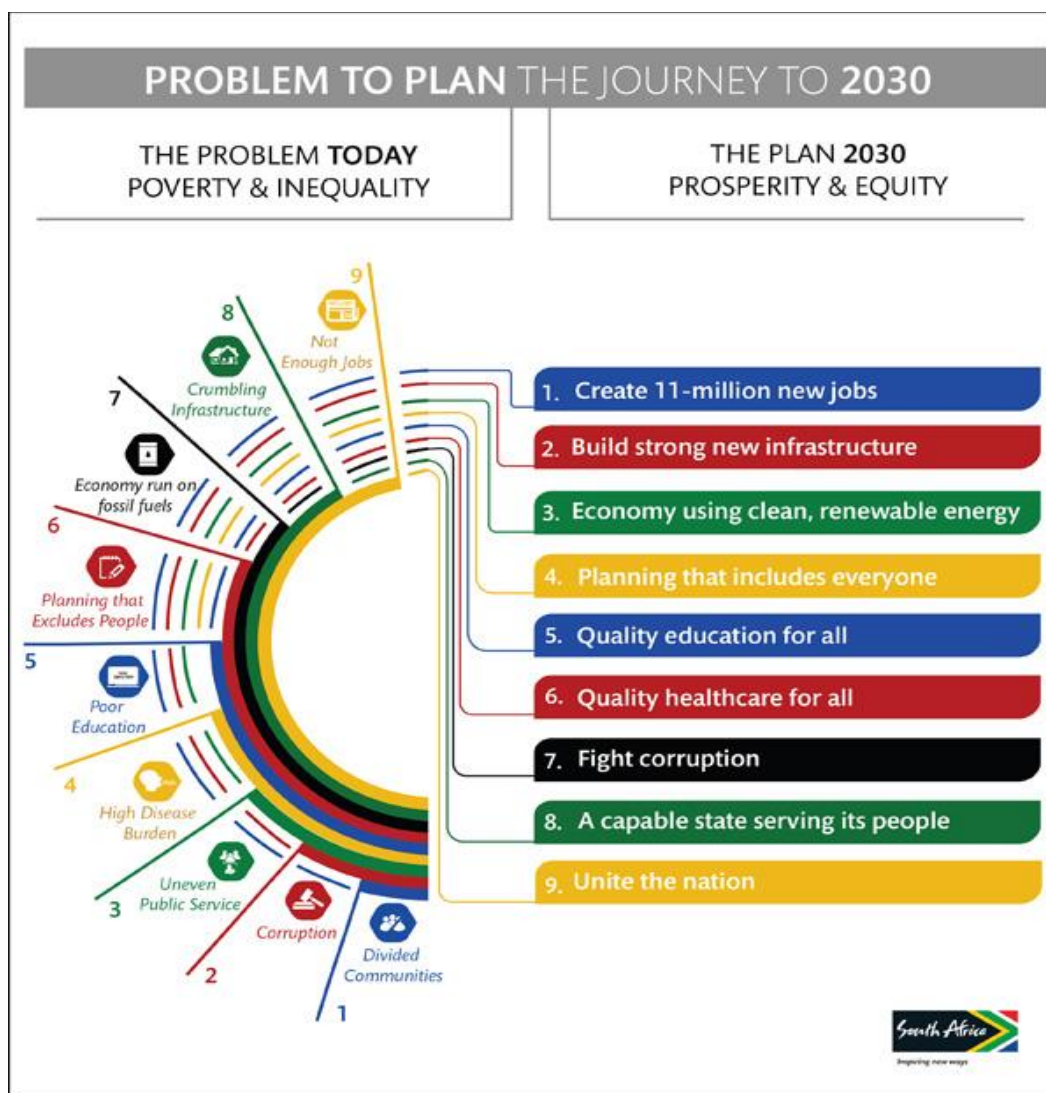 PROBLEM TO PLAN THE JOURNEY TO 2030
THE PROBLEM TODAY
POVERTY & INEQUALITY
THE PLAN 2030
PROSPERITY & EQUITY
9
Not
Enough Jobs
8
Crumbling
Infrastructure
7
Economy run on
fossil fuels
6
Planning that
Excludes People
5
Poor
Education
4
High Disease
Burden
3
Uneven
Public Service
2
Corruption
1
Divided
Communities
1. Create 11-million new jobs
2. Build strong new infrastructure
3. Economy using clean, renewable energy
4. Planning that includes everyone
5. Quality education for all
6. Quality healthcare for all
7. Fight corruption
8. A capable state serving its people
9. Unite the nation
South Africa
Inspiring new ways